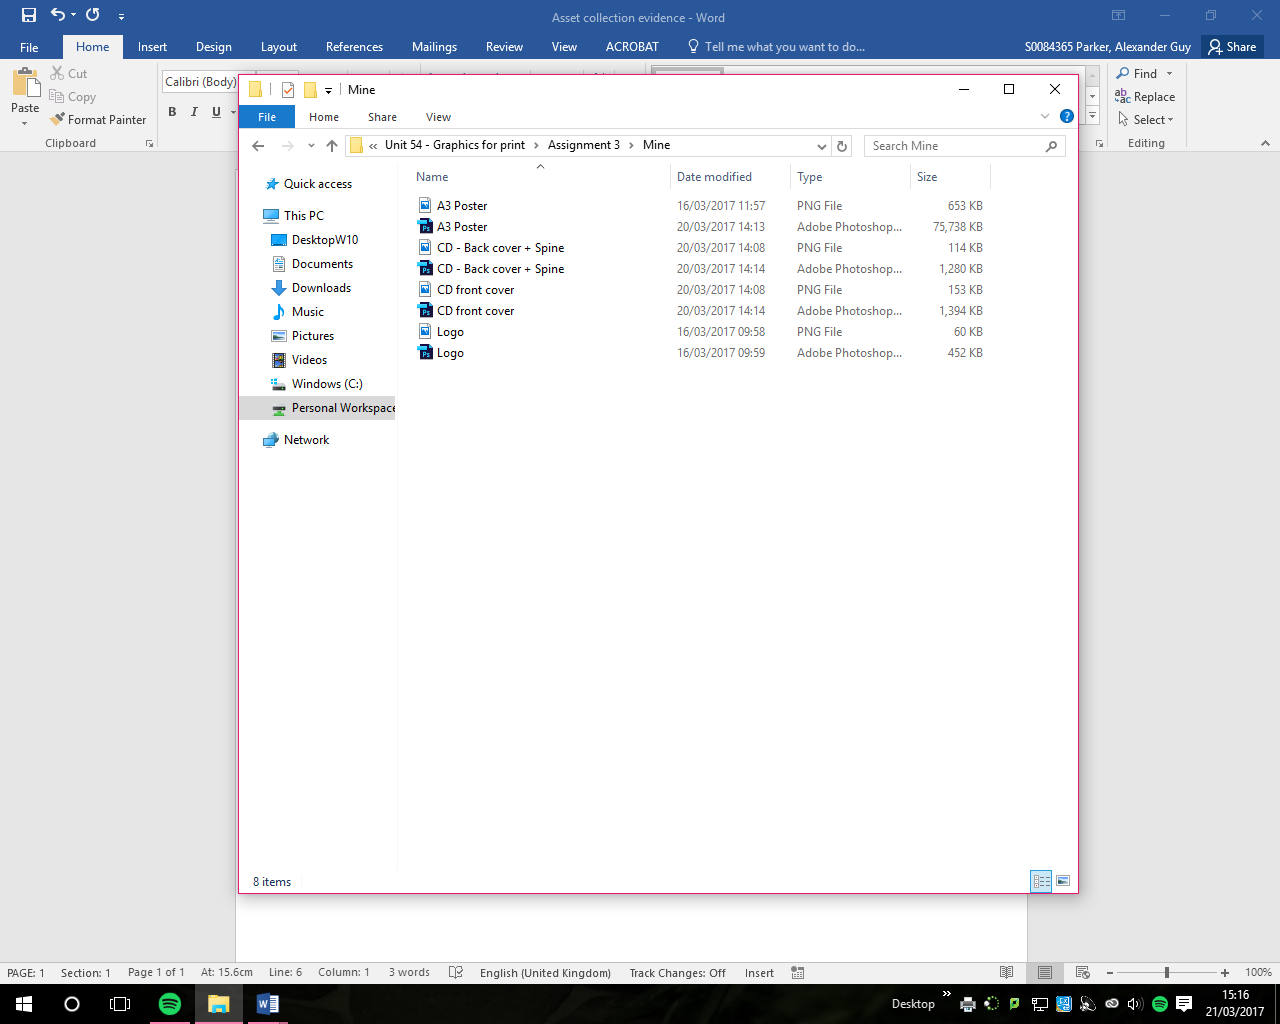 Asset collection evidence - Word
File Home Insert Design Layout References Mailings Review View ACROBAT Tell me what you want to do... S0084365 Parker, Alexander Guy Share
Cut
Copy
Paste
Format Painter
Clipboard
Calibri (Body)
B I U
Find
Replace
Select
Editing
Mine
File Home Share View
« Unit 54 - Graphics for print › Assignment 3 › Mine
Search Mine
Name Date modified Type Size
Quick access
This PC
DesktopW10
Documents
Downloads
Music
Pictures
Videos
Windows (C:)
Personal Workspace
Network
A3 Poster 16/03/2017 11:57 PNG File 653 KB
A3 Poster 20/03/2017 14:13 Adobe Photoshop... 75,738 KB
CD - Back cover + Spine 20/03/2017 14:08 PNG File 114 KB
CD - Back cover + Spine 20/03/2017 14:14 Adobe Photoshop... 1,280 KB
CD front cover 20/03/2017 14:08 PNG File 153 KB
CD front cover 20/03/2017 14:14 Adobe Photoshop... 1,394 KB
Logo 16/03/2017 09:58 PNG File 60 KB
Logo 16/03/2017 09:59 Adobe Photoshop... 452 KB
8 items
PAGE: 1 Section: 1 Page 1 of 1 At: 15.6cm Line: 6 Column: 1 3 words English (United Kingdom) Track Changes: Off Insert 100%
Desktop » 15:16
21/03/2017